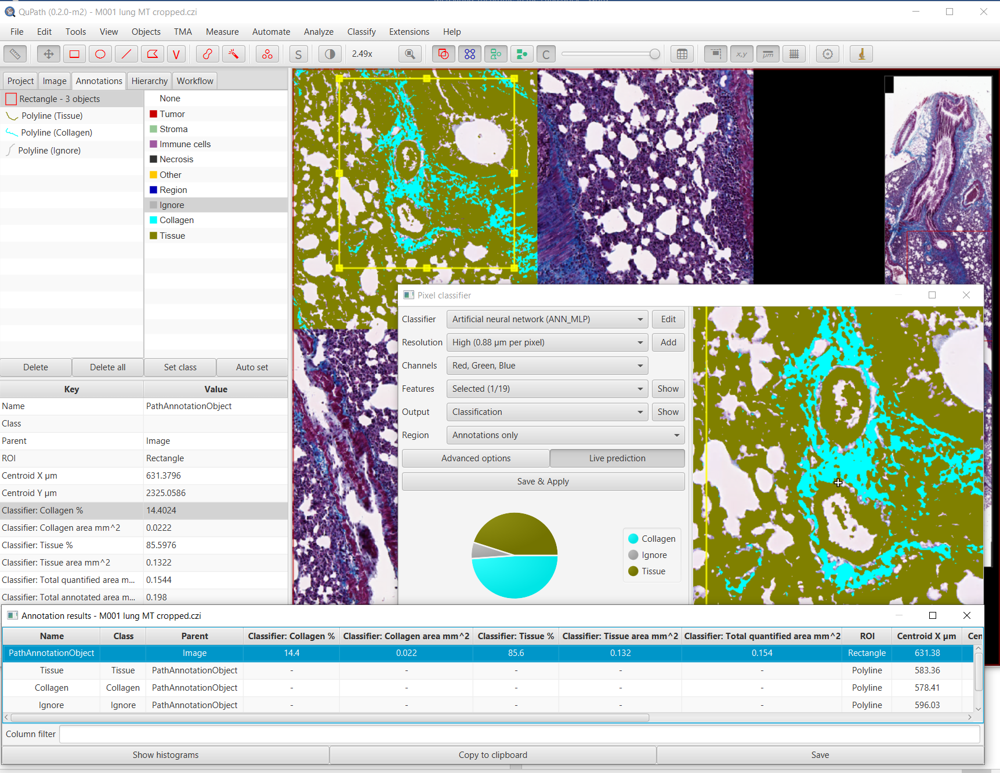 QuPath (0.2.0-m2) - M001 lung MT cropped.czi
File Edit Tools View Objects TMA Measure Automate Analyze Classify Extensions Help
V S 2.49x C x,y µm
Project Image Annotations Hierarchy Workflow
Rectangle - 3 objects
Polyline (Tissue)
Polyline (Collagen)
Polyline (Ignore)
None
Tumor
Stroma
Immune cells
Necrosis
Other
Region
Ignore
Collagen
Tissue
Delete Delete all Set class Auto set
Key Value
Name PathAnnotationObject
Class
Parent Image
ROI Rectangle
Centroid X µm 631.3796
Centroid Y µm 2325.0586
Classifier: Collagen % 14.4024
Classifier: Collagen area mm^2 0.0222
Classifier: Tissue % 85.5976
Classifier: Tissue area mm^2 0.1322
Classifier: Total quantified area m... 0.1544
Classifier: Total annotated area m... 0.198
Pixel classifier
Classifier Artificial neural network (ANN_MLP) Edit
Resolution High (0.88 µm per pixel) Add
Channels Red, Green, Blue
Features Selected (1/19) Show
Output Classification Show
Region Annotations only
Advanced options Live prediction
Save & Apply
Collagen
Ignore
Tissue
Annotation results - M001 lung MT cropped.czi
Name Class Parent Classifier: Collagen % Classifier: Collagen area mm^2 Classifier: Tissue % Classifier: Tissue area mm^2 Classifier: Total quantified area mm^2 ROI Centroid X µm Cen
PathAnnotationObject Image 14.4 0.022 85.6 0.132 0.154 Rectangle 631.38
Tissue Tissue PathAnnotationObject - - - - - Polyline 583.36
Collagen Collagen PathAnnotationObject - - - - - Polyline 578.41
Ignore Ignore PathAnnotationObject - - - - - Polyline 596.03
Column filter
Show histograms Copy to clipboard Save